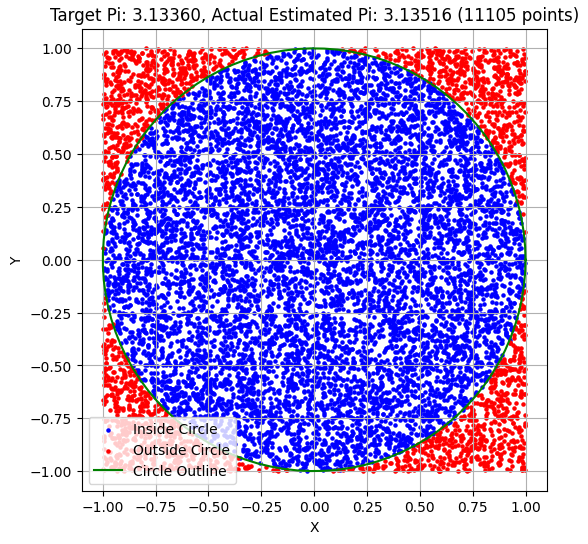 Target Pi: 3.13360, Actual Estimated Pi: 3.13516 (11105 points)
1.00
0.75
0.50
0.25
0.00
−0.25
−0.50
−0.75
−1.00
Y
Inside Circle
Outside Circle
Circle Outline
−1.00 −0.75 −0.50 −0.25 0.00 0.25 0.50 0.75 1.00
X